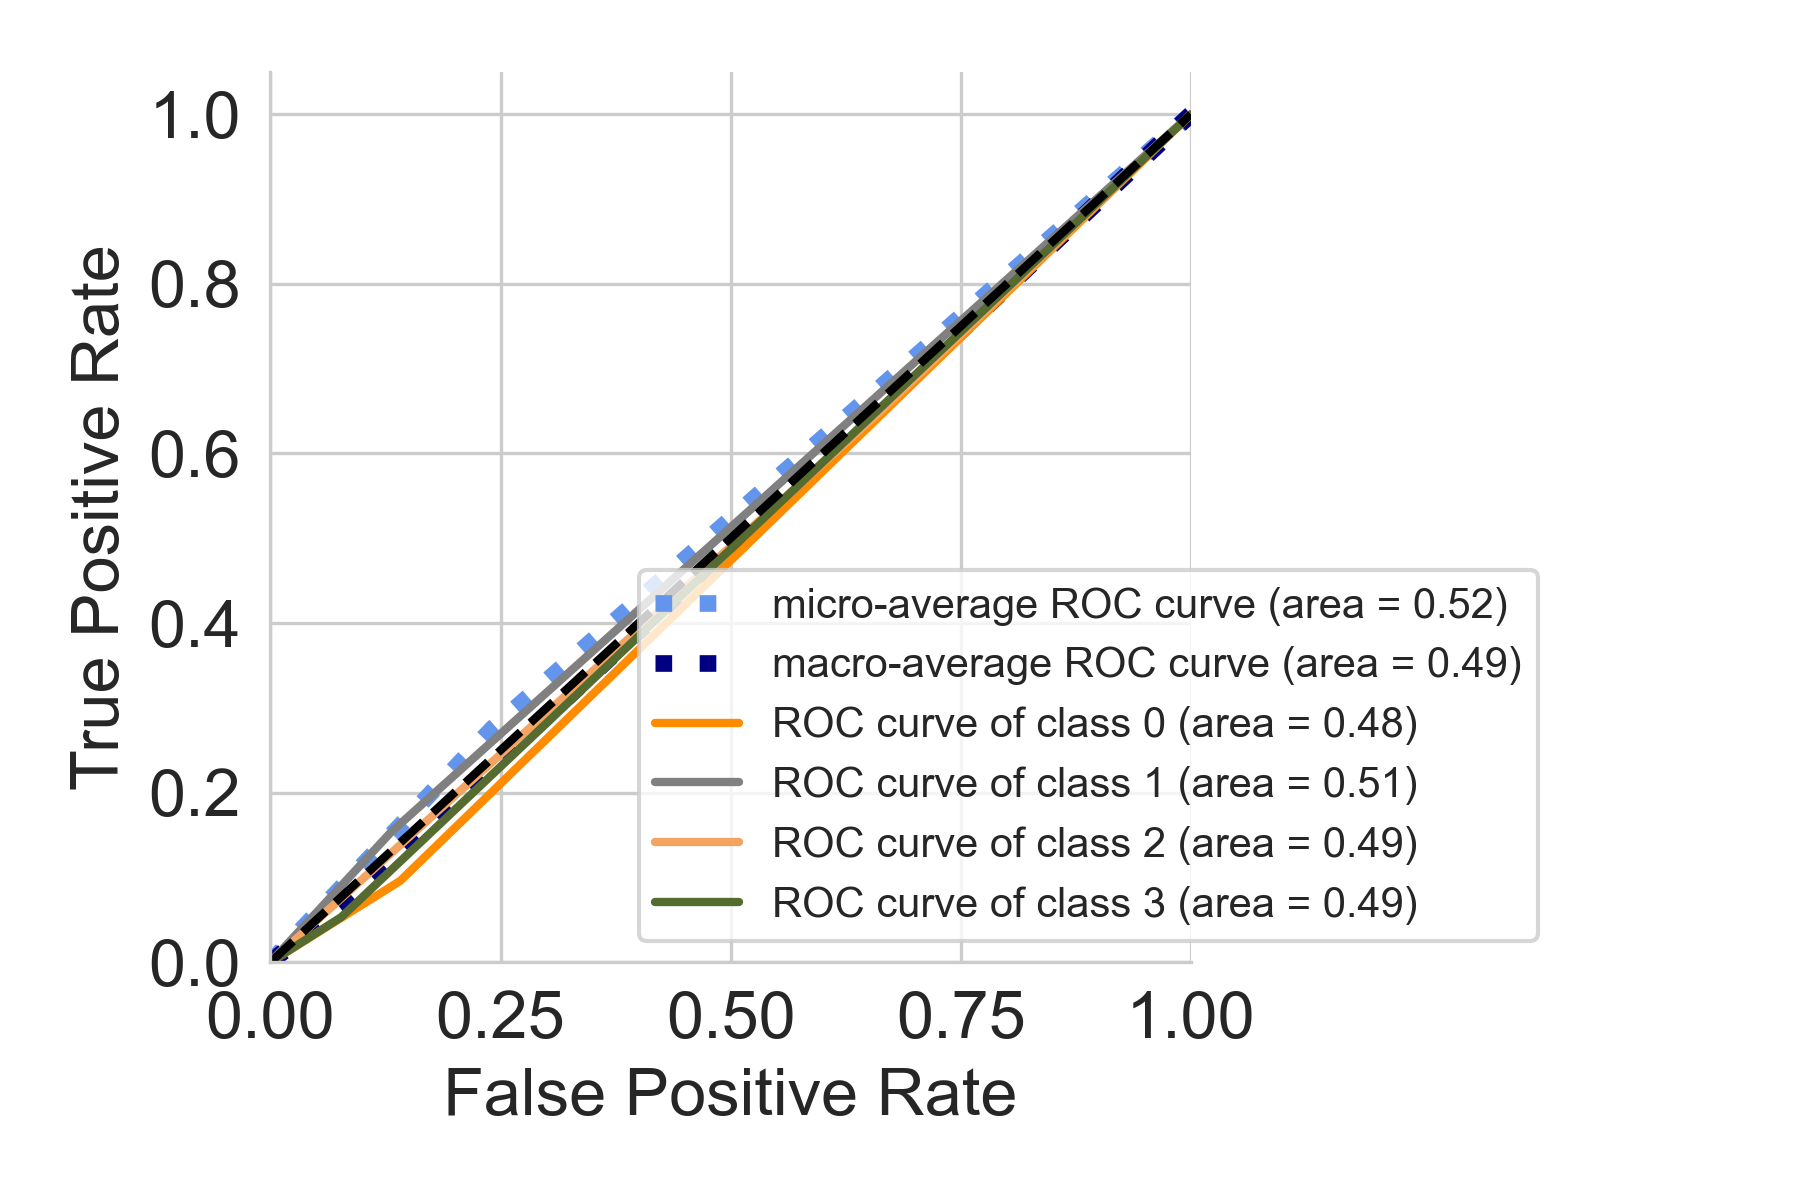 True Positive Rate
1.0
0.8
0.6
0.4
0.2
0.0
0.00 0.25 0.50 0.75 1.00
False Positive Rate
micro-average ROC curve (area = 0.52)
macro-average ROC curve (area = 0.49)
ROC curve of class 0 (area = 0.48)
ROC curve of class 1 (area = 0.51)
ROC curve of class 2 (area = 0.49)
ROC curve of class 3 (area = 0.49)